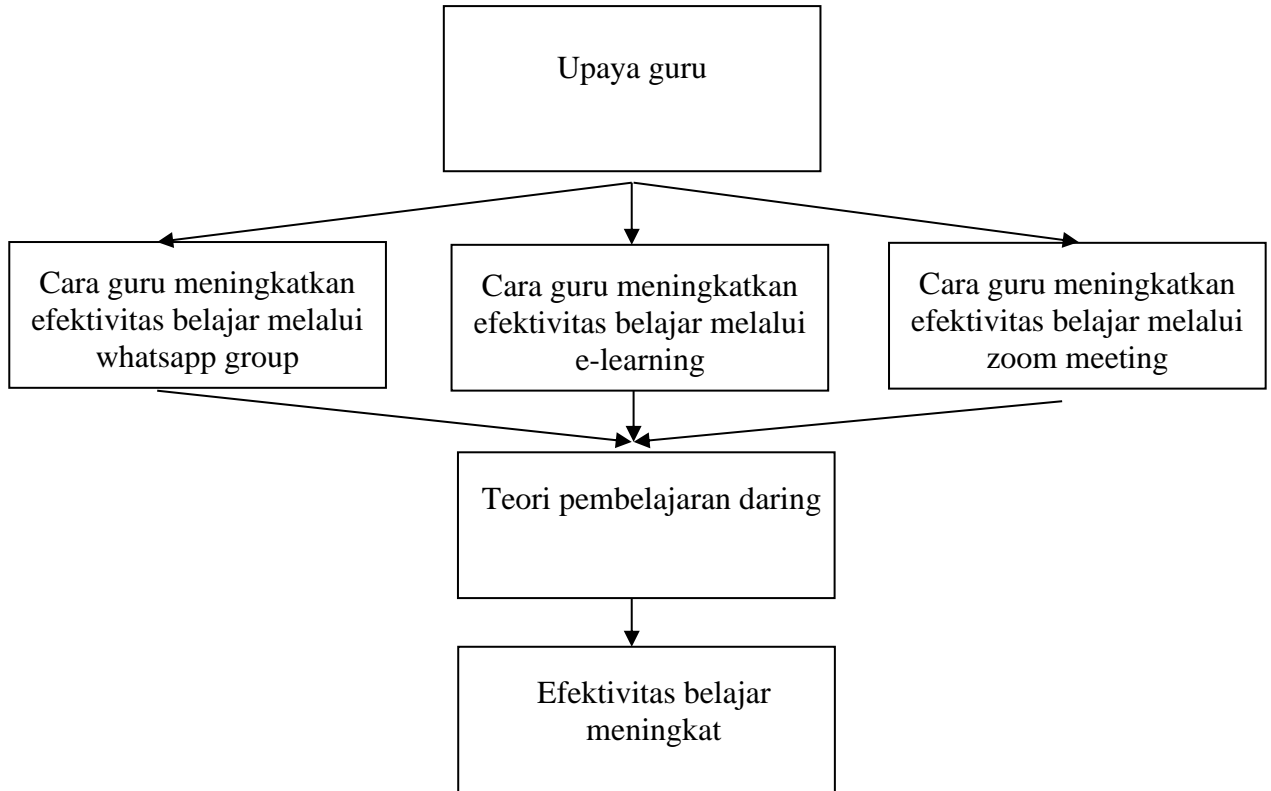 Upaya guru
Cara guru meningkatkan
efektivitas belajar melalui
whatsapp group
Cara guru meningkatkan
efektivitas belajar melalui
e-learning
Cara guru meningkatkan
efektivitas belajar melalui
zoom meeting
Teori pembelajaran daring
Efektivitas belajar
meningkat